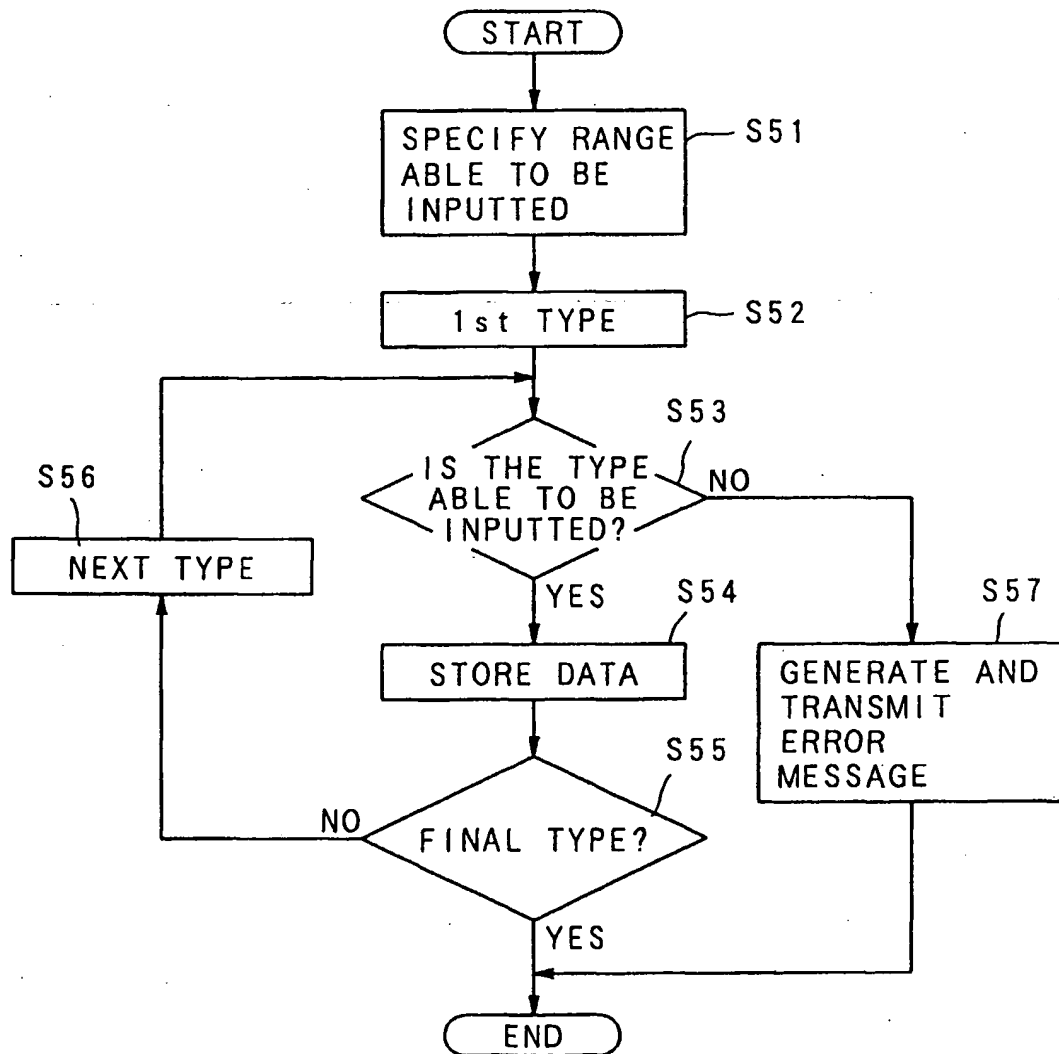 START
SPECIFY RANGE
ABLE TO BE
INPUTTED
S51
1st TYPE
S52
S53
IS THE TYPE
ABLE TO BE
INPUTTED?
NO
S56
NEXT TYPE
YES
S54
STORE DATA
S57
GENERATE AND
TRANSMIT
ERROR
MESSAGE
S55
FINAL TYPE?
NO
YES
END